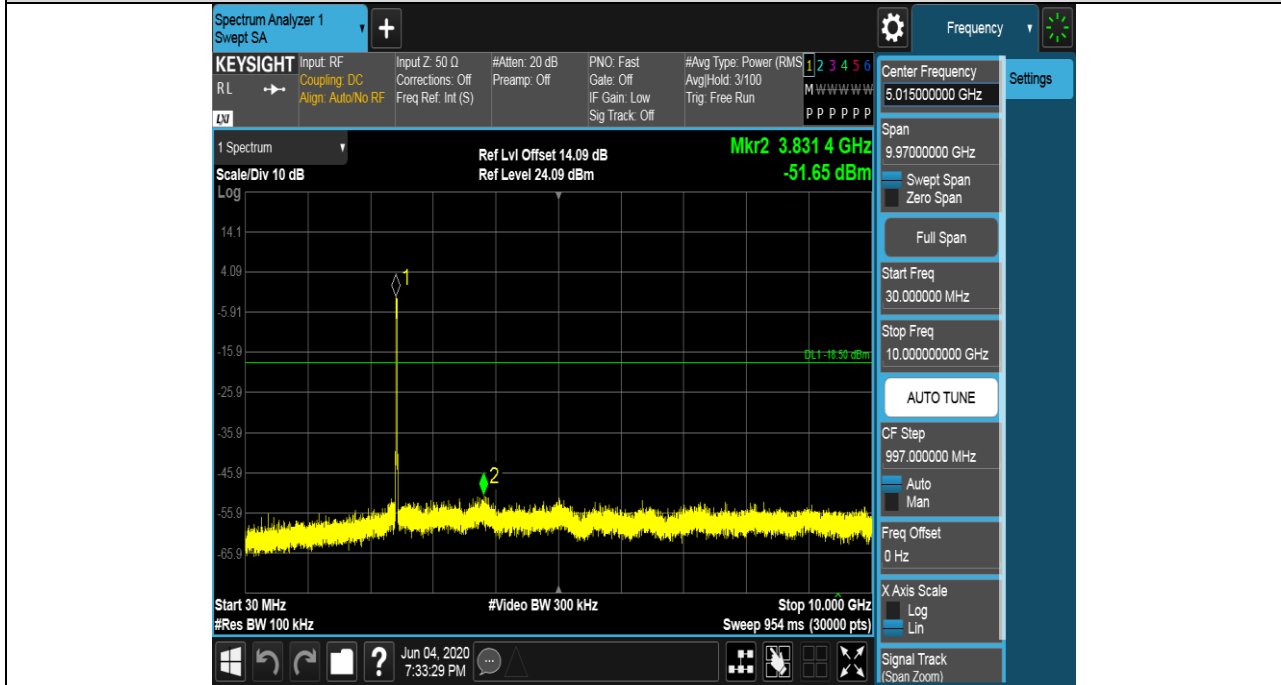 Spectrum Analyzer 1
Swept SA
+
Frequency
KEYSIGHT
RL
LXI
Input: RF
Coupling: DC
Align: Auto/No RF
Input Z: 50 Ω
Corrections: Off
Freq Ref: Int (S)
#Atten: 20 dB
Preamp: Off
PNO: Fast
Gate: Off
IF Gain: Low
Sig Track: Off
#Avg Type: Power (RMS
Avg|Hold: 3/100
Trig: Free Run
1 2 3 4 5 6
M W W W W W
P P P P P P
1 Spectrum
Scale/Div 10 dB
Ref Lvl Offset 14.09 dB
Ref Level 24.09 dBm
Mkr2 3.831 4 GHz
-51.65 dBm
Log
14.1
4.09
-5.91
-15.9
-25.9
-35.9
-45.9
-55.9
-65.9
1
DL1 -18.50 dBm
2
Start 30 MHz
#Res BW 100 kHz
#Video BW 300 kHz
Stop 10.000 GHz
Sweep 954 ms (30000 pts)
?
Jun 04, 2020
7:33:29 PM
Center Frequency
5.015000000 GHz
Span
9.97000000 GHz
Swept Span
Zero Span
Full Span
Start Freq
30.000000 MHz
Stop Freq
10.000000000 GHz
AUTO TUNE
CF Step
997.000000 MHz
Auto
Man
Freq Offset
0 Hz
X Axis Scale
Log
Lin
Signal Track
(Span Zoom)
Settings